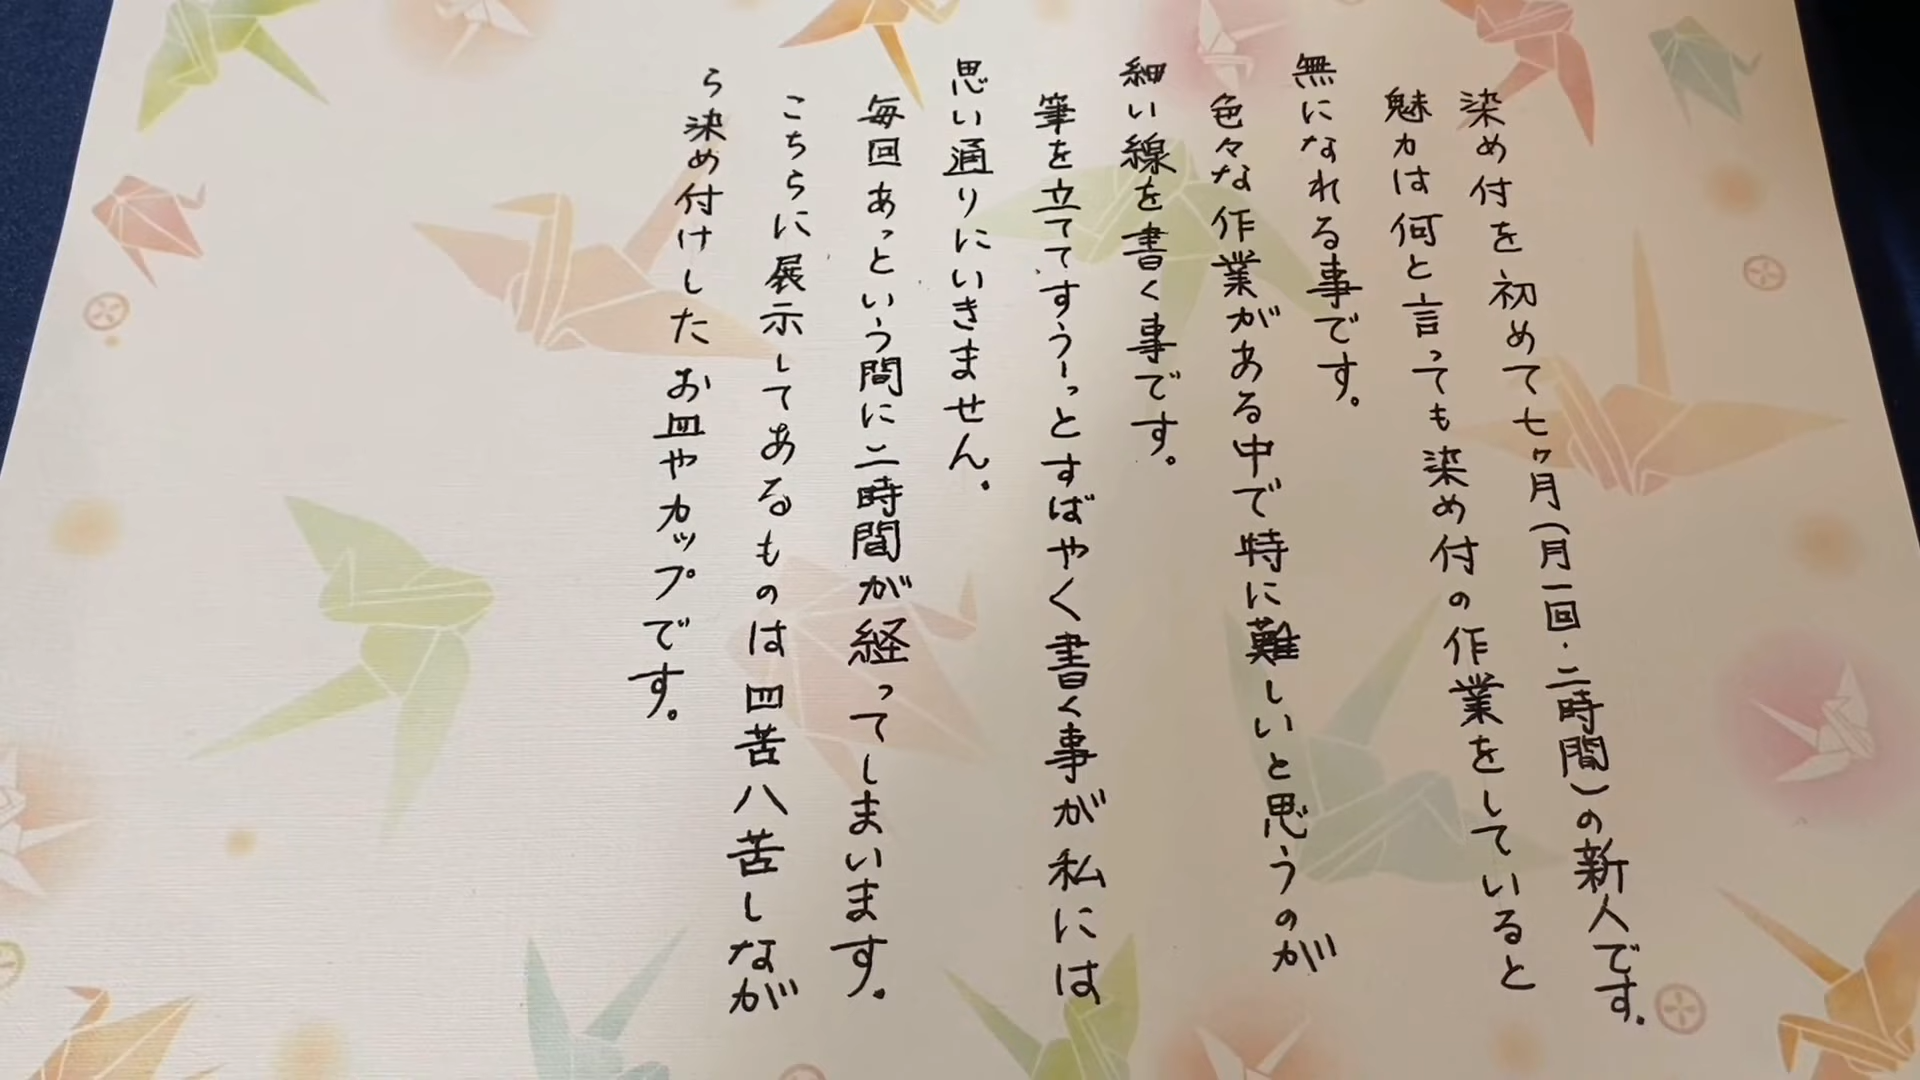 染め付を初めて七ヶ月(月一回・二時間)の新人です。
魅力は何と言っても染め付の作業をしていると
無になれる事です。
色々な作業がある中で特に難しいと思うのが
細い線を書く事です。
筆を立ててすうーっとすばやく書く事が私には
思い通りにいきません。
毎回あっという間に二時間が経ってしまいます。
こちらに展示してあるものは四苦八苦しなが
ら染め付けしたお皿やカップです。